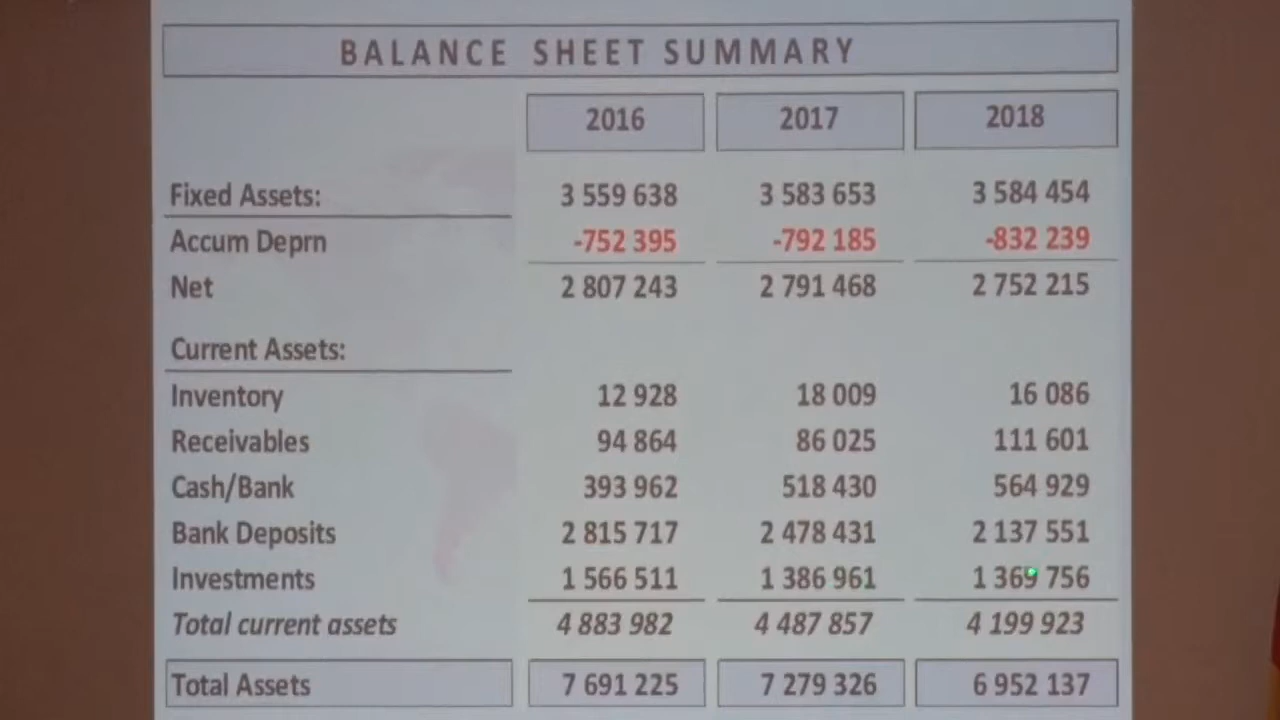 BALANCE SHEET SUMMARY
2016 2017 2018
Fixed Assets: 3 559 638 3 583 653 3 584 454
Accum Deprn -752 395 -792 185 -832 239
Net 2 807 243 2 791 468 2 752 215
Current Assets:
Inventory 12 928 18 009 16 086
Receivables 94 864 86 025 111 601
Cash/Bank 393 962 518 430 564 929
Bank Deposits 2 815 717 2 478 431 2 137 551
Investments 1 566 511 1 386 961 1 369 756
Total current assets 4 883 982 4 487 857 4 199 923
Total Assets 7 691 225 7 279 326 6 952 137